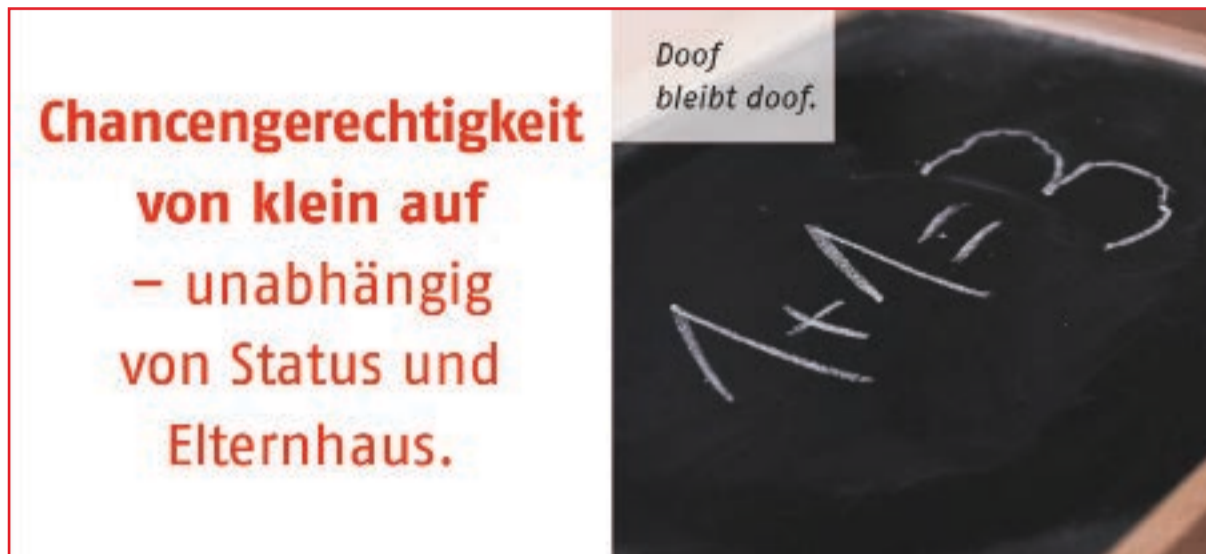 Chancengerechtigkeit
von klein auf
– unabhängig
von Status und
Elternhaus.
Doof
bleibt doof.
1+1=3